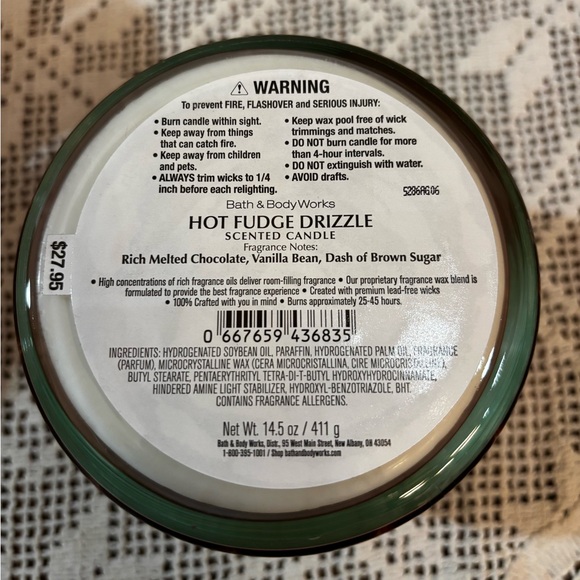 WARNING
To prevent FIRE, FLASHOVER and SERIOUS INJURY:
• Burn candle within sight.
• Keep away from things
that can catch fire.
• Keep away from children
and pets.
• ALWAYS trim wicks to 1/4
inch before each relighting.
• Keep wax pool free of wick
trimmings and matches.
• DO NOT burn candle for more
than 4-hour intervals.
• DO NOT extinguish with water.
• AVOID drafts.
5286AG06
Bath & Body Works
HOT FUDGE DRIZZLE
SCENTED CANDLE
Fragrance Notes:
Rich Melted Chocolate, Vanilla Bean, Dash of Brown Sugar
$27.95
• High concentrations of rich fragrance oils deliver room-filling fragrance • Our proprietary fragrance wax blend is
formulated to provide the best fragrance experience • Created with premium lead-free wicks
• 100% Crafted with you in mind • Burns approximately 25-45 hours.
0 667659 436835
INGREDIENTS: HYDROGENATED SOYBEAN OIL, PARAFFIN, HYDROGENATED PALM OIL, FRAGRANCE
(PARFUM), MICROCRYSTALLINE WAX (CERA MICROCRISTALLINA, CIRE MICROCRISTALLINE),
BUTYL STEARATE, PENTAERYTHRITYL TETRA-DI-T-BUTYL HYDROXYHYDROCINNAMATE,
HINDERED AMINE LIGHT STABILIZER, HYDROXYL-BENZOTRIAZOLE, BHT.
CONTAINS FRAGRANCE ALLERGENS.
Net Wt. 14.5 oz / 411 g
Bath & Body Works, Distr., 95 West Main Street, New Albany, OH 43054
1-800-395-1001 / Shop bathandbodyworks.com